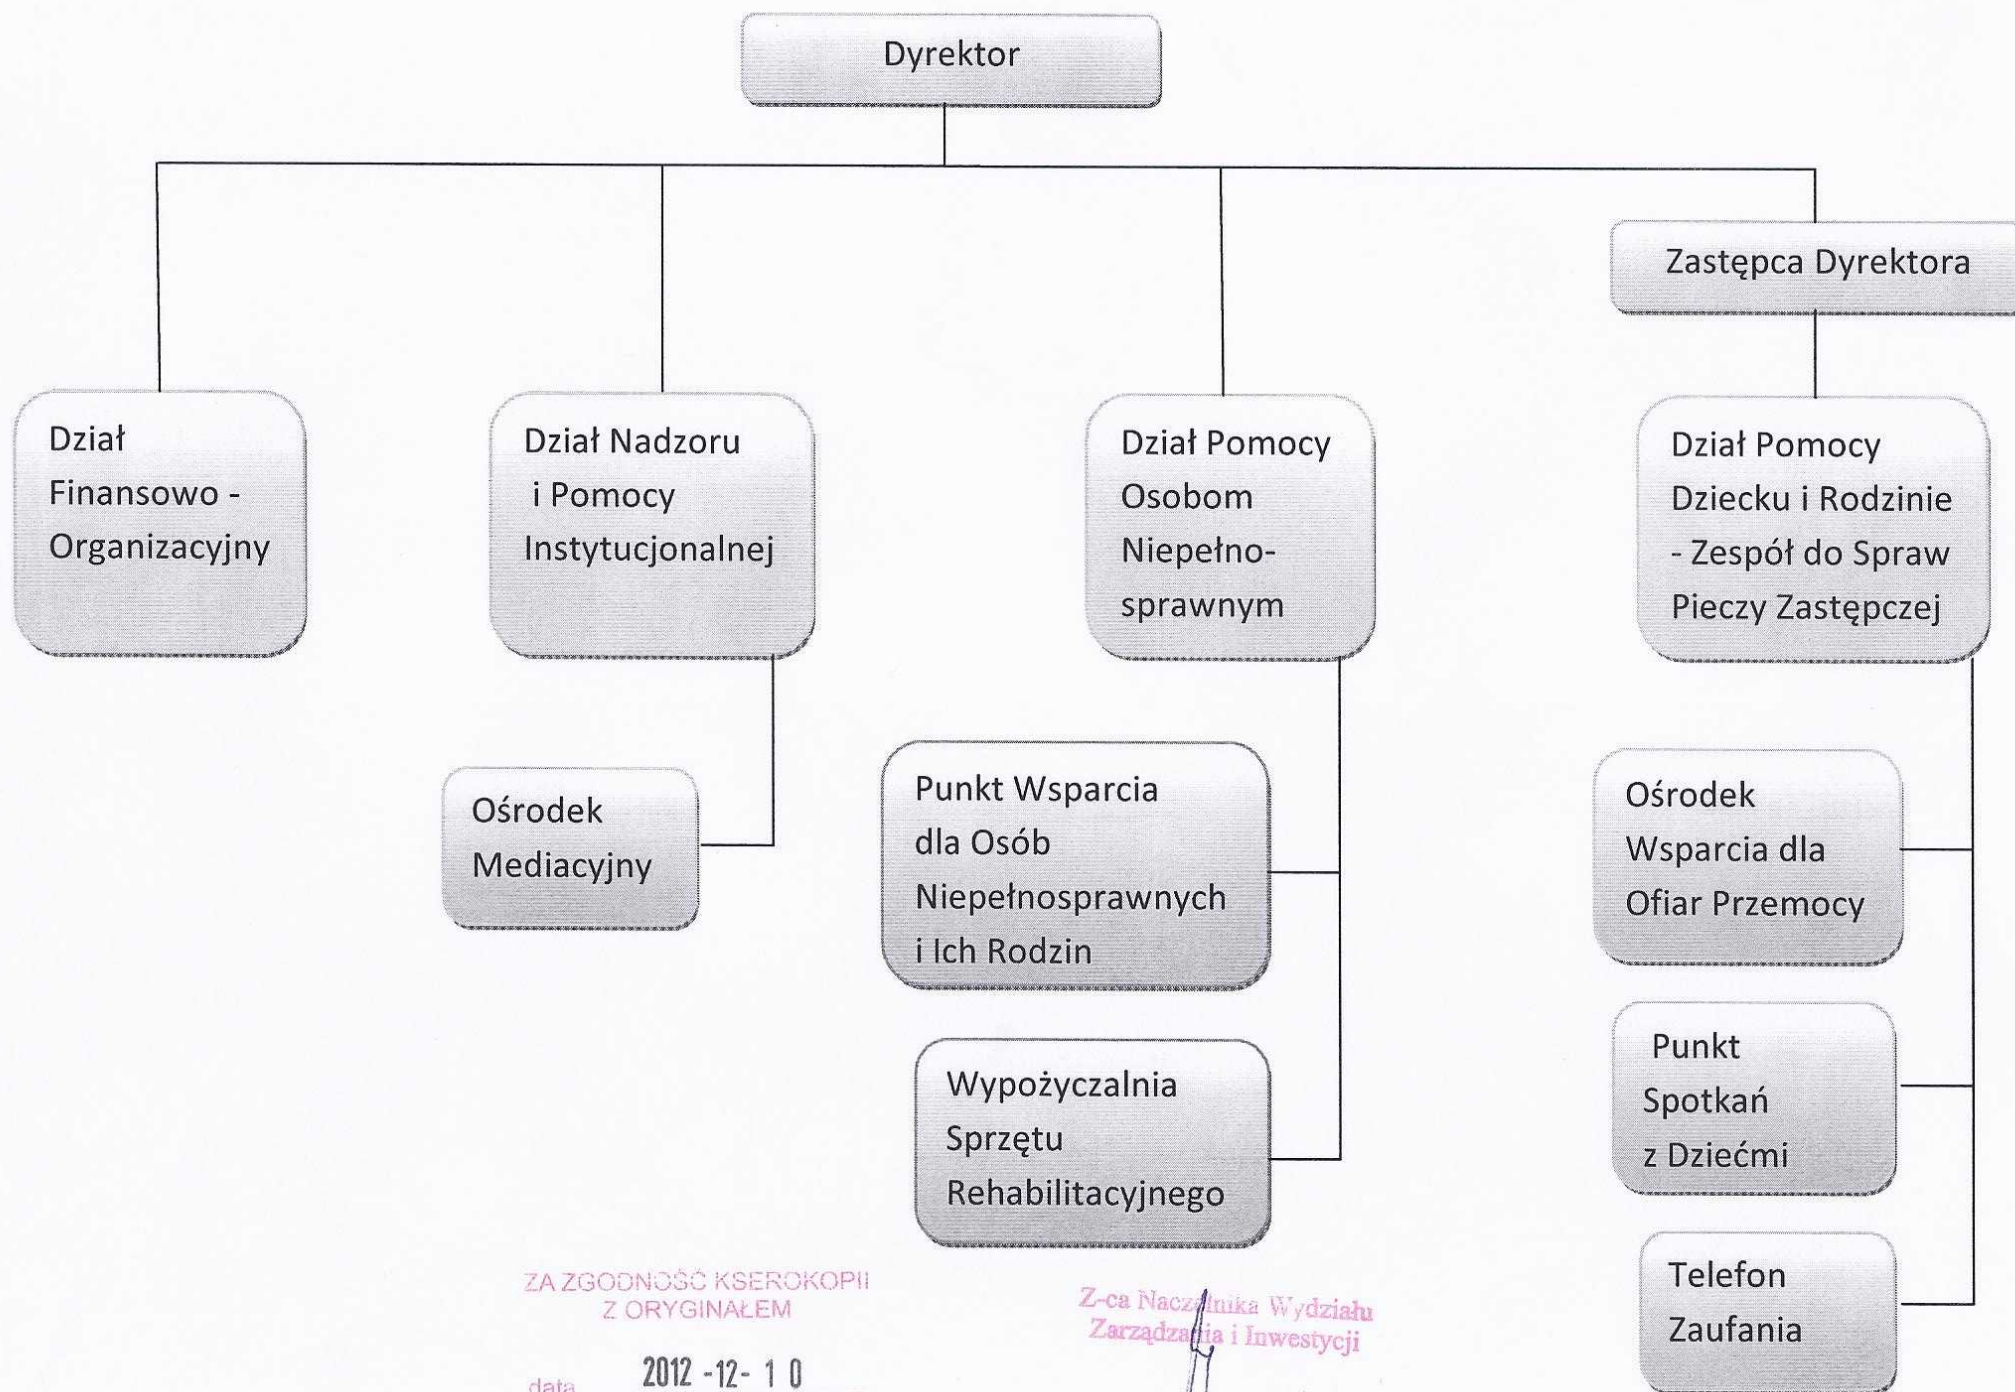 Dyrektor
Zastępca Dyrektora
Dział
Finansowo -
Organizacyjny
Dział Nadzoru
i Pomocy
Instytucjonalnej
Dział Pomocy
Osobom
Niepełno-
sprawnym
Dział Pomocy
Dziecku i Rodzinie
- Zespół do Spraw
Pieczy Zastępczej
Ośrodek
Mediacyjny
Punkt Wsparcia
dla Osób
Niepełnosprawnych
i Ich Rodzin
Wypożyczalnia
Sprzętu
Rehabilitacyjnego
Ośrodek
Wsparcia dla
Ofiar Przemocy
Punkt
Spotkań
z Dziećmi
Telefon
Zaufania
ZA ZGODNOŚĆ KSEROKOPII
Z ORYGINAŁEM
data 2012 -12- 1 0
Z-ca Naczelnika Wydziału
Zarządzania i Inwestycji